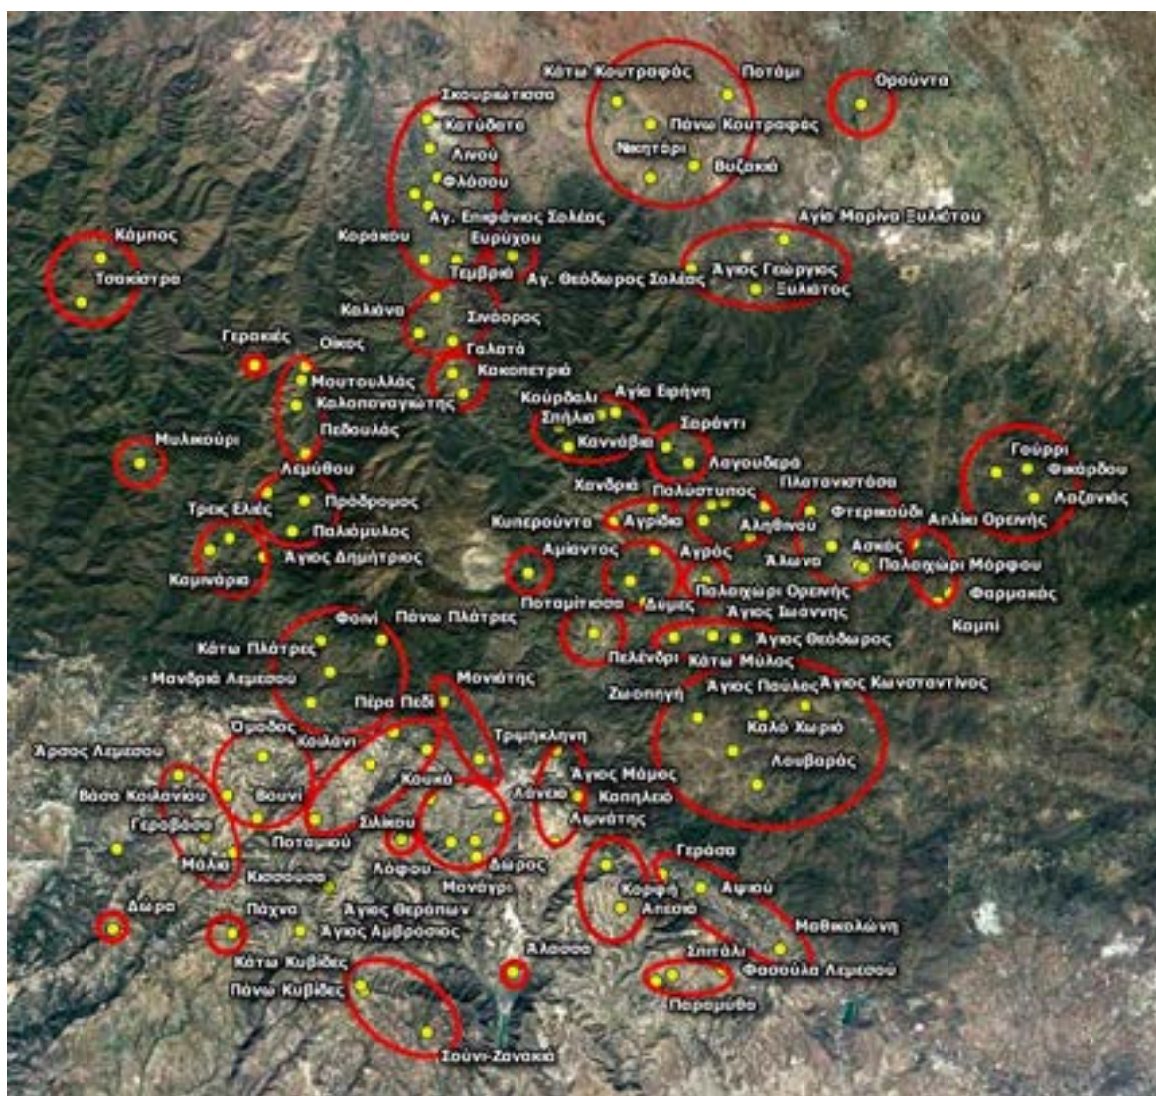 Κάτω Κουτραφάς
Ποτάμι
Ορούντα
Σκουριώτισσα
Κατύδατα
Πάνω Κουτραφάς
Λινού
Νικητάρι
Βυζακιά
Φλάσου
Αγ. Επιφάνιος Σολέας
Αγία Μαρίνα Ξυλιάτου
Κάμπος
Κοράκου
Ευρύχου
Τσακίστρα
Τεμβριά
Αγ. Θεόδωρος Σολέας
Άγιος Γεώργιος
Ξυλιάτος
Καλιάνα
Σινάορος
Γερακιές
Οίκος
Γαλατά
Μουτουλλάς
Κακοπετριά
Καλοπαναγιώτης
Κούρδαλι
Αγία Ειρήνη
Σπήλια
Σαράντι
Πεδουλάς
Μυλικούρι
Καννάβια
Γούρρι
Λεμύθου
Λαγουδερά
Φικάρδου
Χανδριά
Πολύστυπος
Πλατανιστάσα
Λαζανιάς
Τρεις Ελιές
Πρόδρομος
Φτερικούδι
Κυπερούντα
Αγρίδια
Αληθινού
Απλίκι Ορεινής
Παλιόμυλος
Άγιος Δημήτριος
Αμίαντος
Αγρός
Άλωνα
Ασκάς
Παλαιχώρι Μόρφου
Καμινάρια
Παλαιχώρι Ορεινής
Φαρμακάς
Ποταμίτισσα
Δύμες
Άγιος Ιωάννης
Φοινί
Πάνω Πλάτρες
Καμπί
Άγιος Θεόδωρος
Κάτω Πλάτρες
Πελένδρι
Κάτω Μύλος
Μανδριά Λεμεσού
Μονιάτης
Ζωοπηγή
Άγιος Παύλος
Άγιος Κωνσταντίνος
Πέρα Πεδί
Καλό Χωριό
Όμοδος
Κοιλάνι
Τριμήκληνη
Άρσος Λεμεσού
Λουβαράς
Κουκά
Άγιος Μάμας
Βάσα Κοιλανίου
Βουνί
Λάνεια
Καπηλειό
Γεροβάσα
Σιλίκου
Λιμνάτης
Ποταμιού
Μαλιά
Λόφου
Δωρός
Γεράσα
Κισσούσα
Μονάγρι
Κορφή
Αψιού
Δωρά
Πάχνα
Άγιος Θεράπων
Απεσιά
Άγιος Αμβρόσιος
Μαθικολώνη
Κάτω Κυβίδες
Άλασσα
Σπιτάλι
Πάνω Κυβίδες
Φασούλα Λεμεσού
Παραμύθα
Σούνι-Ζανακιά